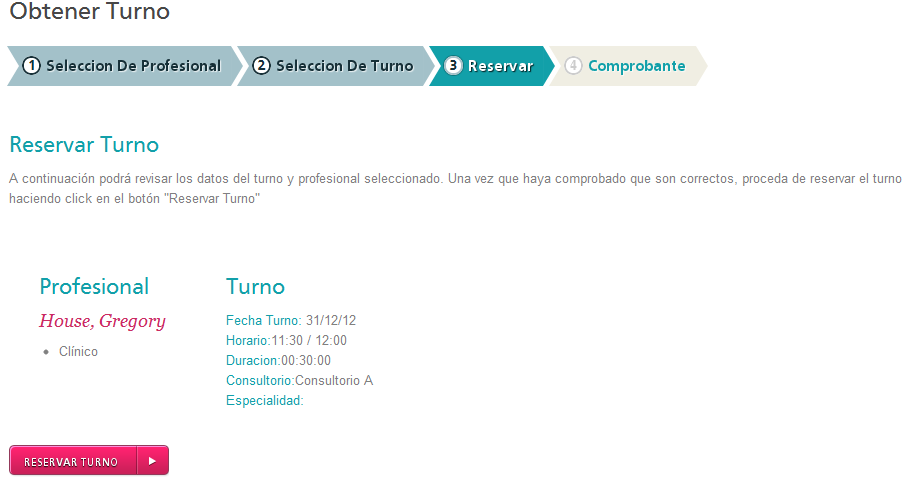 Obtener Turno
1 Seleccion De Profesional 2 Seleccion De Turno 3 Reservar 4 Comprobante
Reservar Turno
A continuación podrá revisar los datos del turno y profesional seleccionado. Una vez que haya comprobado que son correctos, proceda de reservar el turno
haciendo click en el botón "Reservar Turno"
Profesional
House, Gregory
Clínico
Turno
Fecha Turno: 31/12/12
Horario:11:30 / 12:00
Duracion:00:30:00
Consultorio:Consultorio A
Especialidad:
RESERVAR TURNO